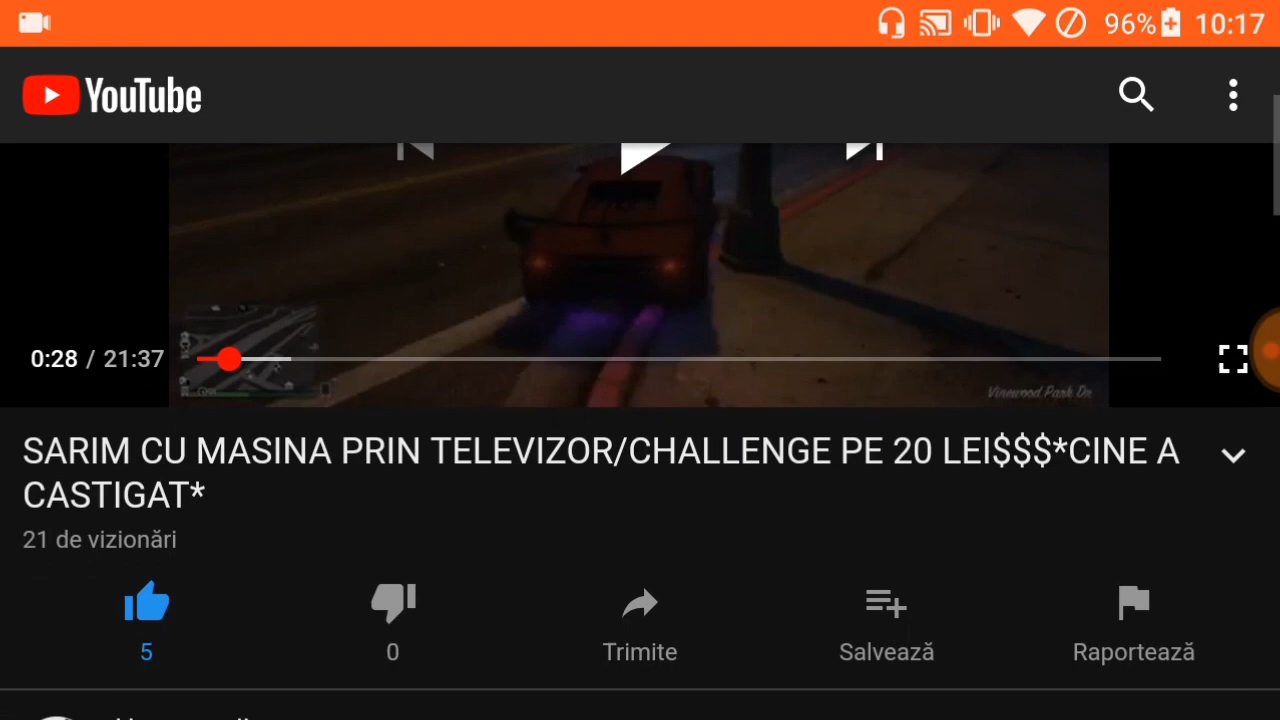 96% 10:17
YouTube
0:28 / 21:37
Vinewood Park Dr
SARIM CU MASINA PRIN TELEVIZOR/CHALLENGE PE 20 LEI$$$*CINE A
CASTIGAT*
21 de vizionări
5 0 Trimite Salvează Raportează